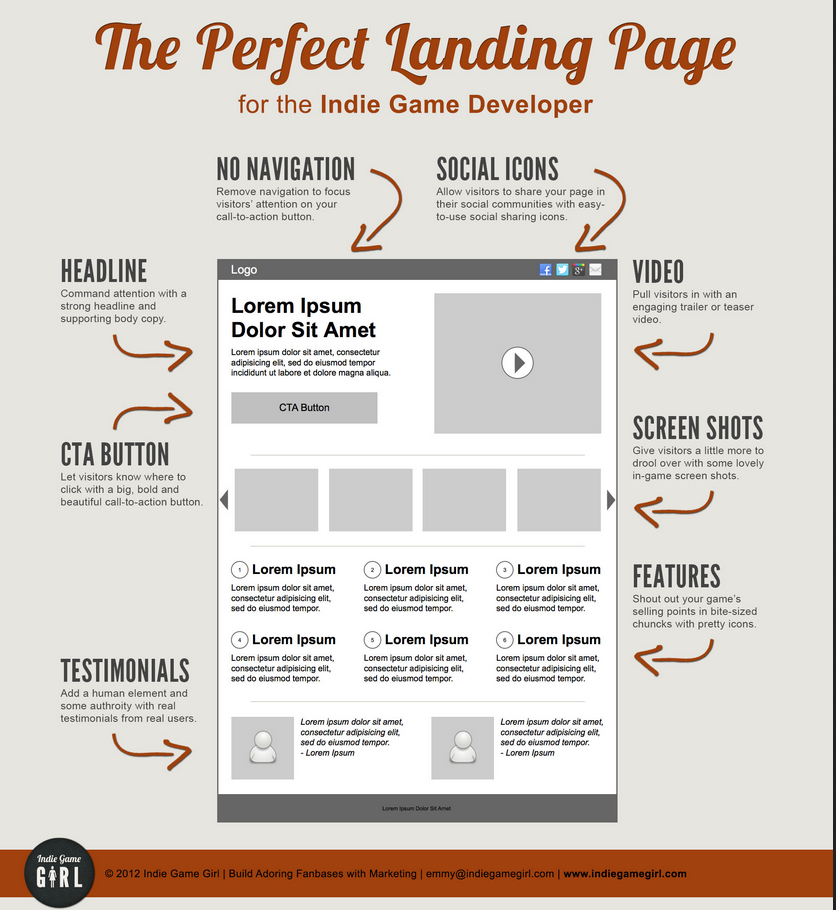 The Perfect Landing Page
for the Indie Game Developer
NO NAVIGATION
Remove navigation to focus
visitors' attention on your
call-to-action button.
SOCIAL ICONS
Allow visitors to share your page in
their social communities with easy-
to-use social sharing icons.
HEADLINE
Command attention with a
strong headline and
supporting body copy.
CTA BUTTON
Let visitors know where to
click with a big, bold and
beautiful call-to-action button.
TESTIMONIALS
Add a human element and
some authroity with real
testimonials from real users.
Logo
f
g+
Lorem Ipsum
Dolor Sit Amet
Lorem ipsum dolor sit amet, consectetur
adipisicing elit, sed do eiusmod tempor
incididunt ut labore et dolore magna aliqua.
CTA Button
1 Lorem Ipsum
Lorem ipsum dolor sit amet,
consectetur adipisicing elit,
sed do eiusmod tempor.
2 Lorem Ipsum
Lorem ipsum dolor sit amet,
consectetur adipisicing elit,
sed do eiusmod tempor.
3 Lorem Ipsum
Lorem ipsum dolor sit amet,
consectetur adipisicing elit,
sed do eiusmod tempor.
4 Lorem Ipsum
Lorem ipsum dolor sit amet,
consectetur adipisicing elit,
sed do eiusmod tempor.
5 Lorem Ipsum
Lorem ipsum dolor sit amet,
consectetur adipisicing elit,
sed do eiusmod tempor.
6 Lorem Ipsum
Lorem ipsum dolor sit amet,
consectetur adipisicing elit,
sed do eiusmod tempor.
Lorem ipsum dolor sit amet,
consectetur adipisicing elit,
sed do eiusmod tempor.
- Lorem Ipsum
Lorem ipsum dolor sit amet,
consectetur adipisicing elit,
sed do eiusmod tempor.
- Lorem Ipsum
Lorem Ipsum Dolor Sit Amet
VIDEO
Pull visitors in with an
engaging trailer or teaser
video.
SCREEN SHOTS
Give visitors a little more to
drool over with some lovely
in-game screen shots.
FEATURES
Shout out your game's
selling points in bite-sized
chuncks with pretty icons.
Indie Game
GIRL
© 2012 Indie Game Girl | Build Adoring Fanbases with Marketing | emmy@indiegamegirl.com | www.indiegamegirl.com